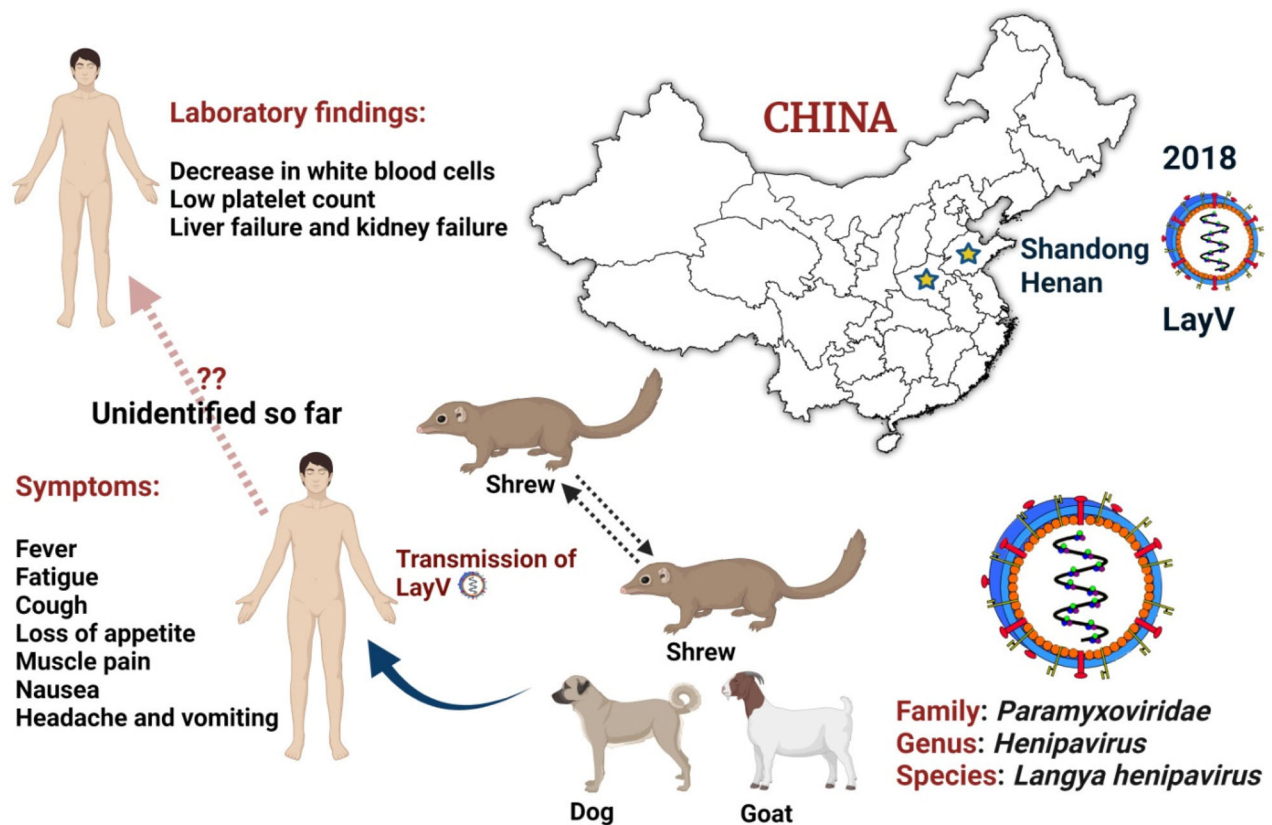 Laboratory findings:
Decrease in white blood cells
Low platelet count
Liver failure and kidney failure
CHINA
2018
Shandong
Henan
LayV
??
Unidentified so far
Shrew
Symptoms:
Fever
Fatigue
Cough
Loss of appetite
Muscle pain
Nausea
Headache and vomiting
Transmission of
LayV
Shrew
Dog
Goat
Family: Paramyxoviridae
Genus: Henipavirus
Species: Langya henipavirus